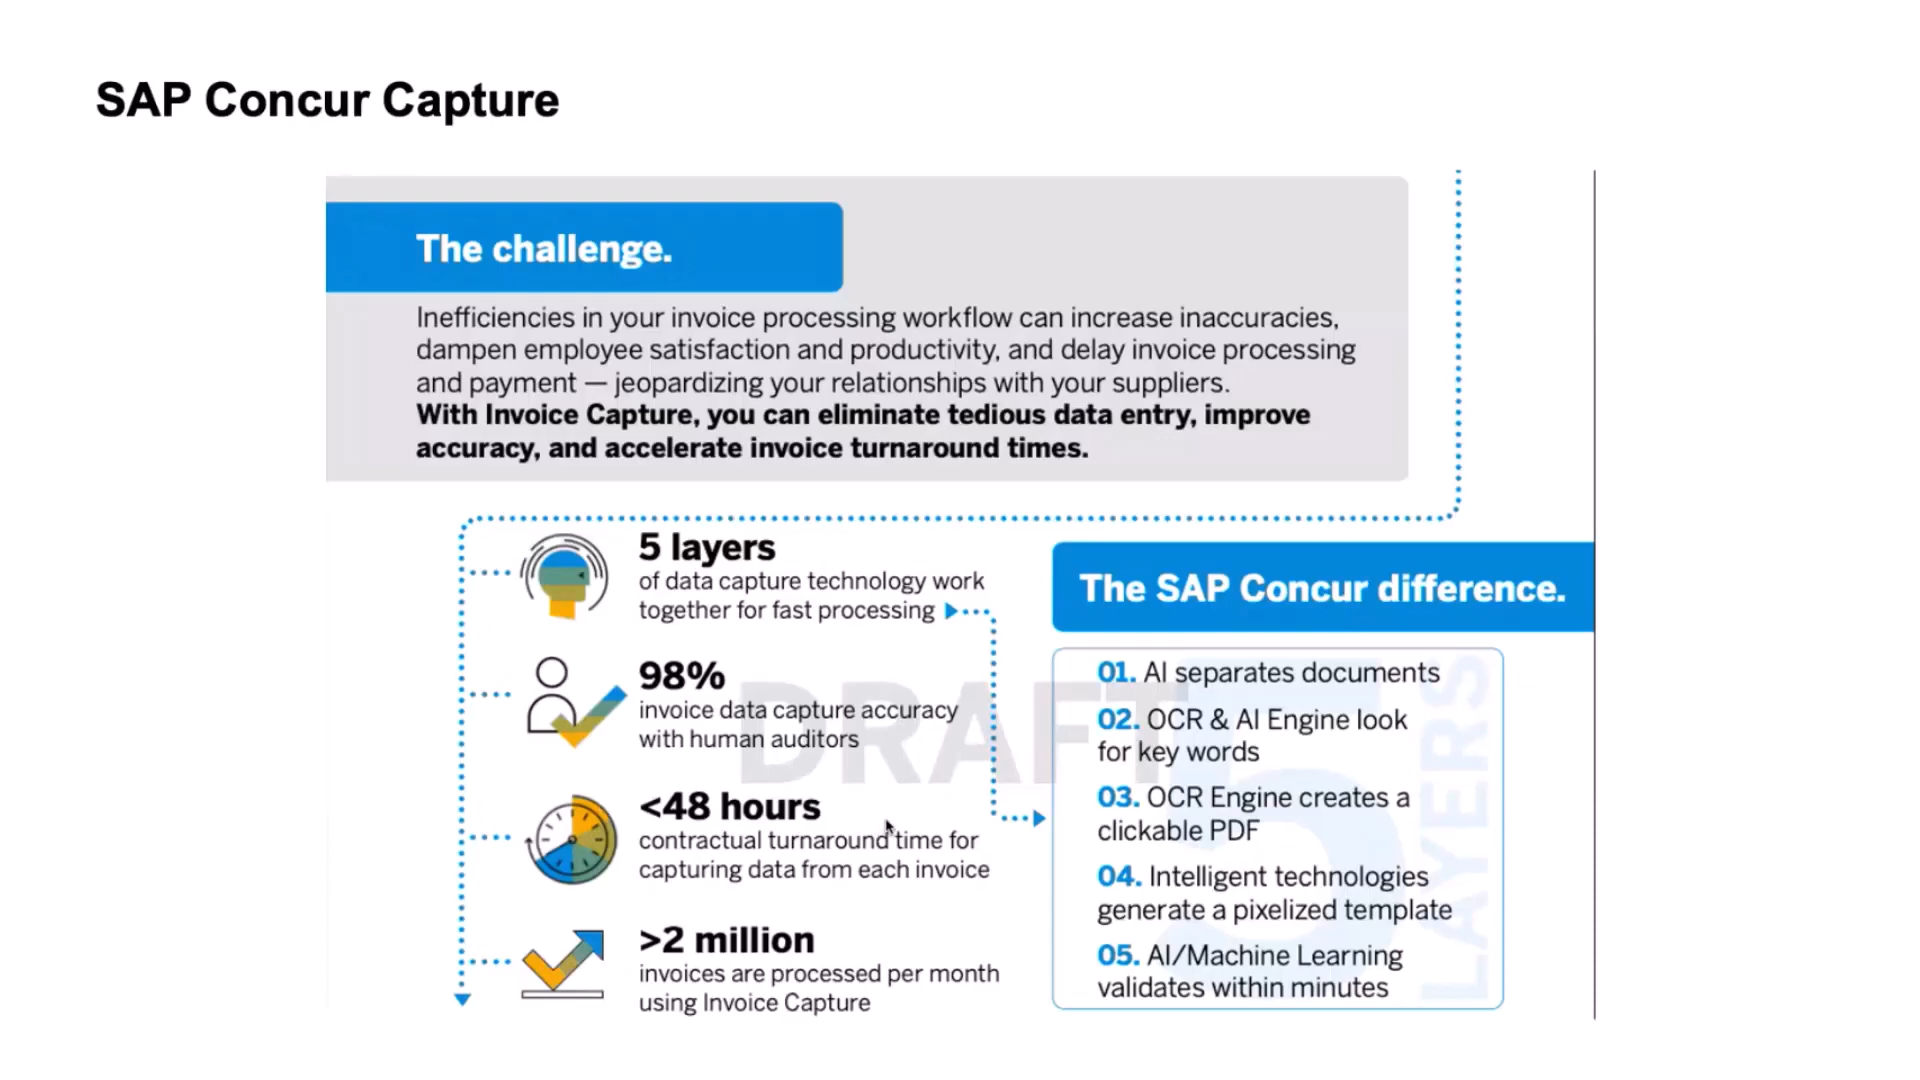 SAP Concur Capture
The challenge.
Inefficiencies in your invoice processing workflow can increase inaccuracies,
dampen employee satisfaction and productivity, and delay invoice processing
and payment — jeopardizing your relationships with your suppliers.
With Invoice Capture, you can eliminate tedious data entry, improve
accuracy, and accelerate invoice turnaround times.
5 layers
of data capture technology work
together for fast processing
98%
invoice data capture accuracy
with human auditors
<48 hours
contractual turnaround time for
capturing data from each invoice
>2 million
invoices are processed per month
using Invoice Capture
The SAP Concur difference.
01. AI separates documents
02. OCR & AI Engine look
for key words
03. OCR Engine creates a
clickable PDF
04. Intelligent technologies
generate a pixelized template
05. AI/Machine Learning
validates within minutes
5
LAYERS
DRAFT